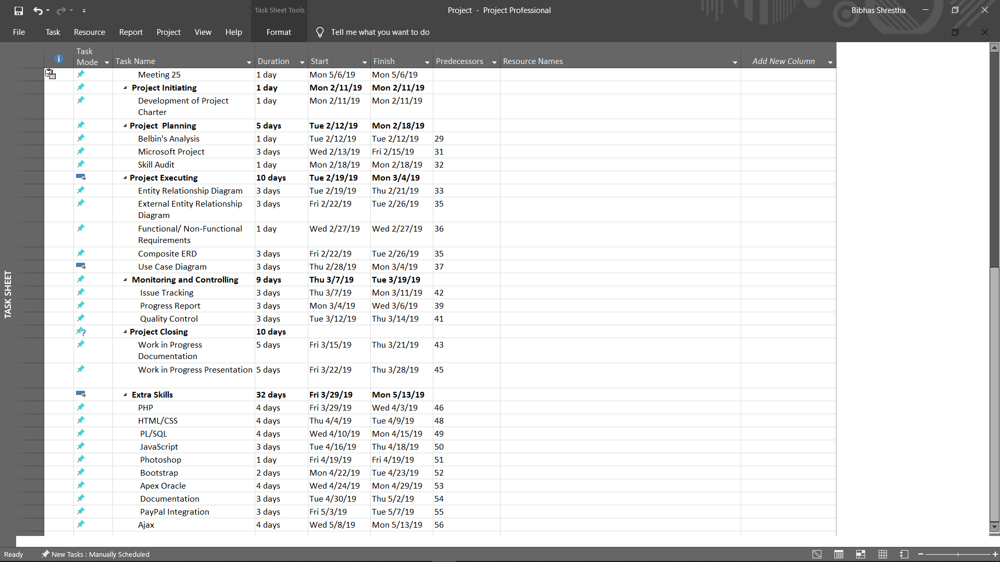 Task Sheet Tools
Project - Project Professional
Bibhas Shrestha
File Task Resource Report Project View Help Format Tell me what you want to do
Task Mode Task Name Duration Start Finish Predecessors Resource Names Add New Column
Meeting 25 1 day Mon 5/6/19 Mon 5/6/19
Project Initiating 1 day Mon 2/11/19 Mon 2/11/19
Development of Project 1 day Mon 2/11/19 Mon 2/11/19
Charter
Project Planning 5 days Tue 2/12/19 Mon 2/18/19
Belbin's Analysis 1 day Tue 2/12/19 Tue 2/12/19 29
Microsoft Project 3 days Wed 2/13/19 Fri 2/15/19 31
Skill Audit 1 day Mon 2/18/19 Mon 2/18/19 32
Project Executing 10 days Tue 2/19/19 Mon 3/4/19
Entity Relationship Diagram 3 days Tue 2/19/19 Thu 2/21/19 33
External Entity Relationship 3 days Fri 2/22/19 Tue 2/26/19 35
Diagram
Functional/ Non-Functional 1 day Wed 2/27/19 Wed 2/27/19 36
Requirements
Composite ERD 3 days Fri 2/22/19 Tue 2/26/19 35
Use Case Diagram 3 days Thu 2/28/19 Mon 3/4/19 37
Monitoring and Controlling 9 days Thu 3/7/19 Tue 3/19/19
Issue Tracking 3 days Thu 3/7/19 Mon 3/11/19 42
Progress Report 3 days Mon 3/4/19 Wed 3/6/19 39
Quality Control 3 days Tue 3/12/19 Thu 3/14/19 41
Project Closing 10 days
Work in Progress 5 days Fri 3/15/19 Thu 3/21/19 43
Documentation
Work in Progress Presentation 5 days Fri 3/22/19 Thu 3/28/19 45
Extra Skills 32 days Fri 3/29/19 Mon 5/13/19
PHP 4 days Fri 3/29/19 Wed 4/3/19 46
HTML/CSS 4 days Thu 4/4/19 Tue 4/9/19 48
PL/SQL 4 days Wed 4/10/19 Mon 4/15/19 49
JavaScript 3 days Tue 4/16/19 Thu 4/18/19 50
Photoshop 1 day Fri 4/19/19 Fri 4/19/19 51
Bootstrap 2 days Mon 4/22/19 Tue 4/23/19 52
Apex Oracle 4 days Wed 4/24/19 Mon 4/29/19 53
Documentation 3 days Tue 4/30/19 Thu 5/2/19 54
PayPal Integration 3 days Fri 5/3/19 Tue 5/7/19 55
Ajax 4 days Wed 5/8/19 Mon 5/13/19 56
TASK SHEET
Ready New Tasks : Manually Scheduled